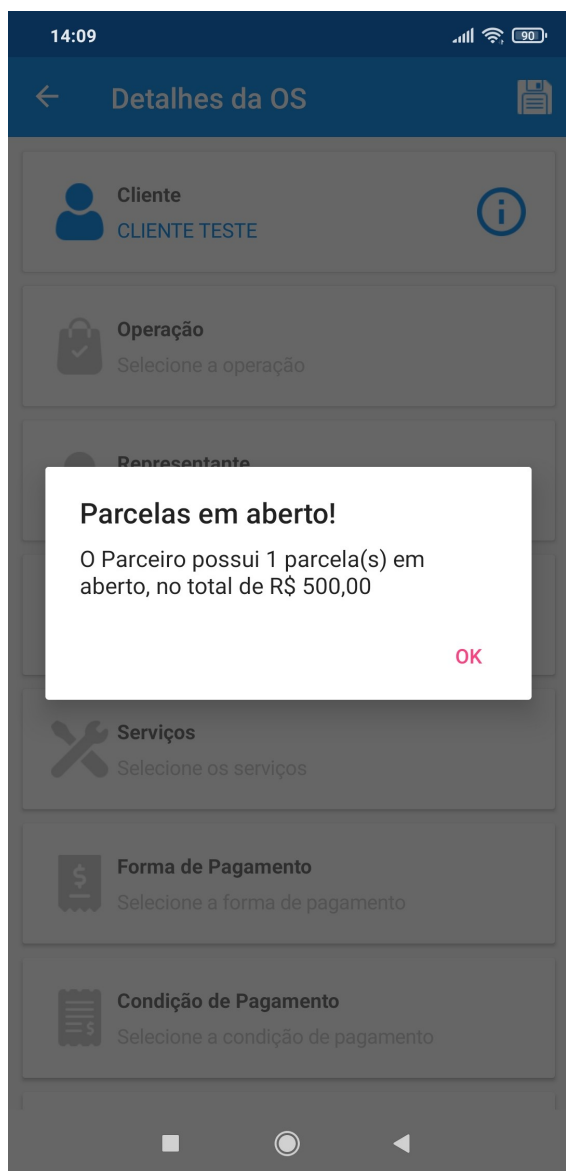 14:09
90
Detalhes da OS
Cliente
CLIENTE TESTE
Operação
Selecione a operação
Representante
Parcelas em aberto!
O Parceiro possui 1 parcela(s) em
aberto, no total de R$ 500,00
OK
Serviços
Selecione os serviços
Forma de Pagamento
Selecione a forma de pagamento
Condição de Pagamento
Selecione a condição de pagamento